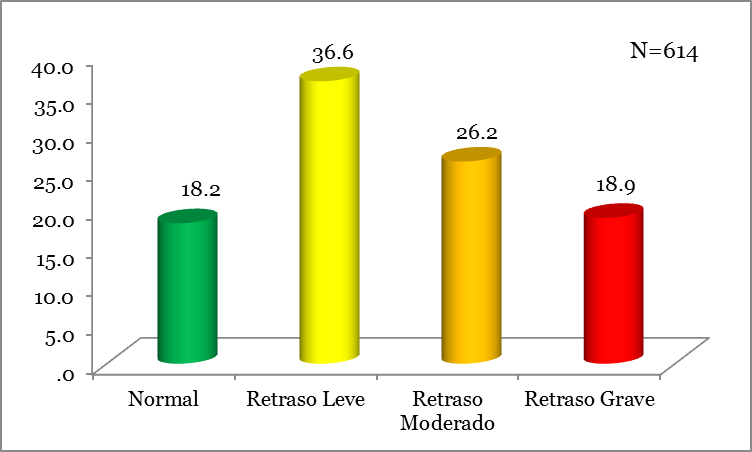 N=614
40.0
35.0
30.0
25.0
20.0
15.0
10.0
5.0
.0
18.2
36.6
26.2
18.9
Normal
Retraso Leve
Retraso
Moderado
Retraso Grave